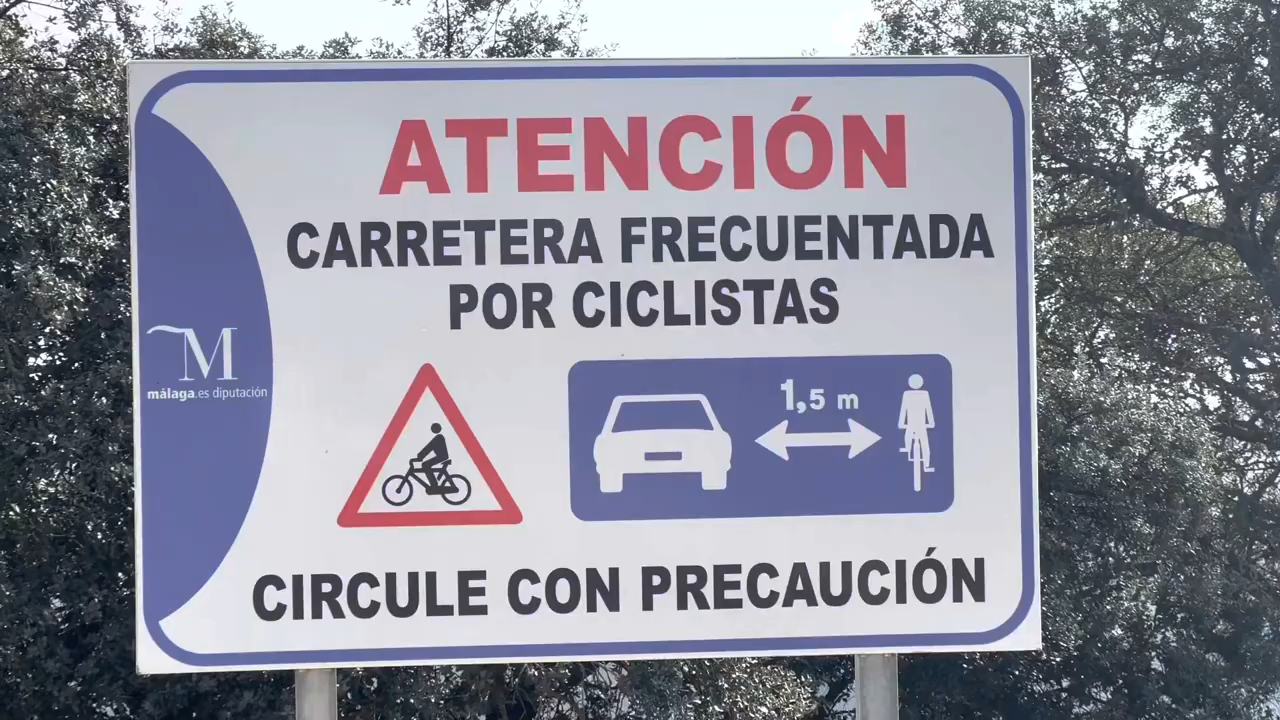 ATENCIÓN
CARRETERA FRECUENTADA
POR CICLISTAS
M
málaga.es diputación
1,5 m
CIRCULE CON PRECAUCIÓN